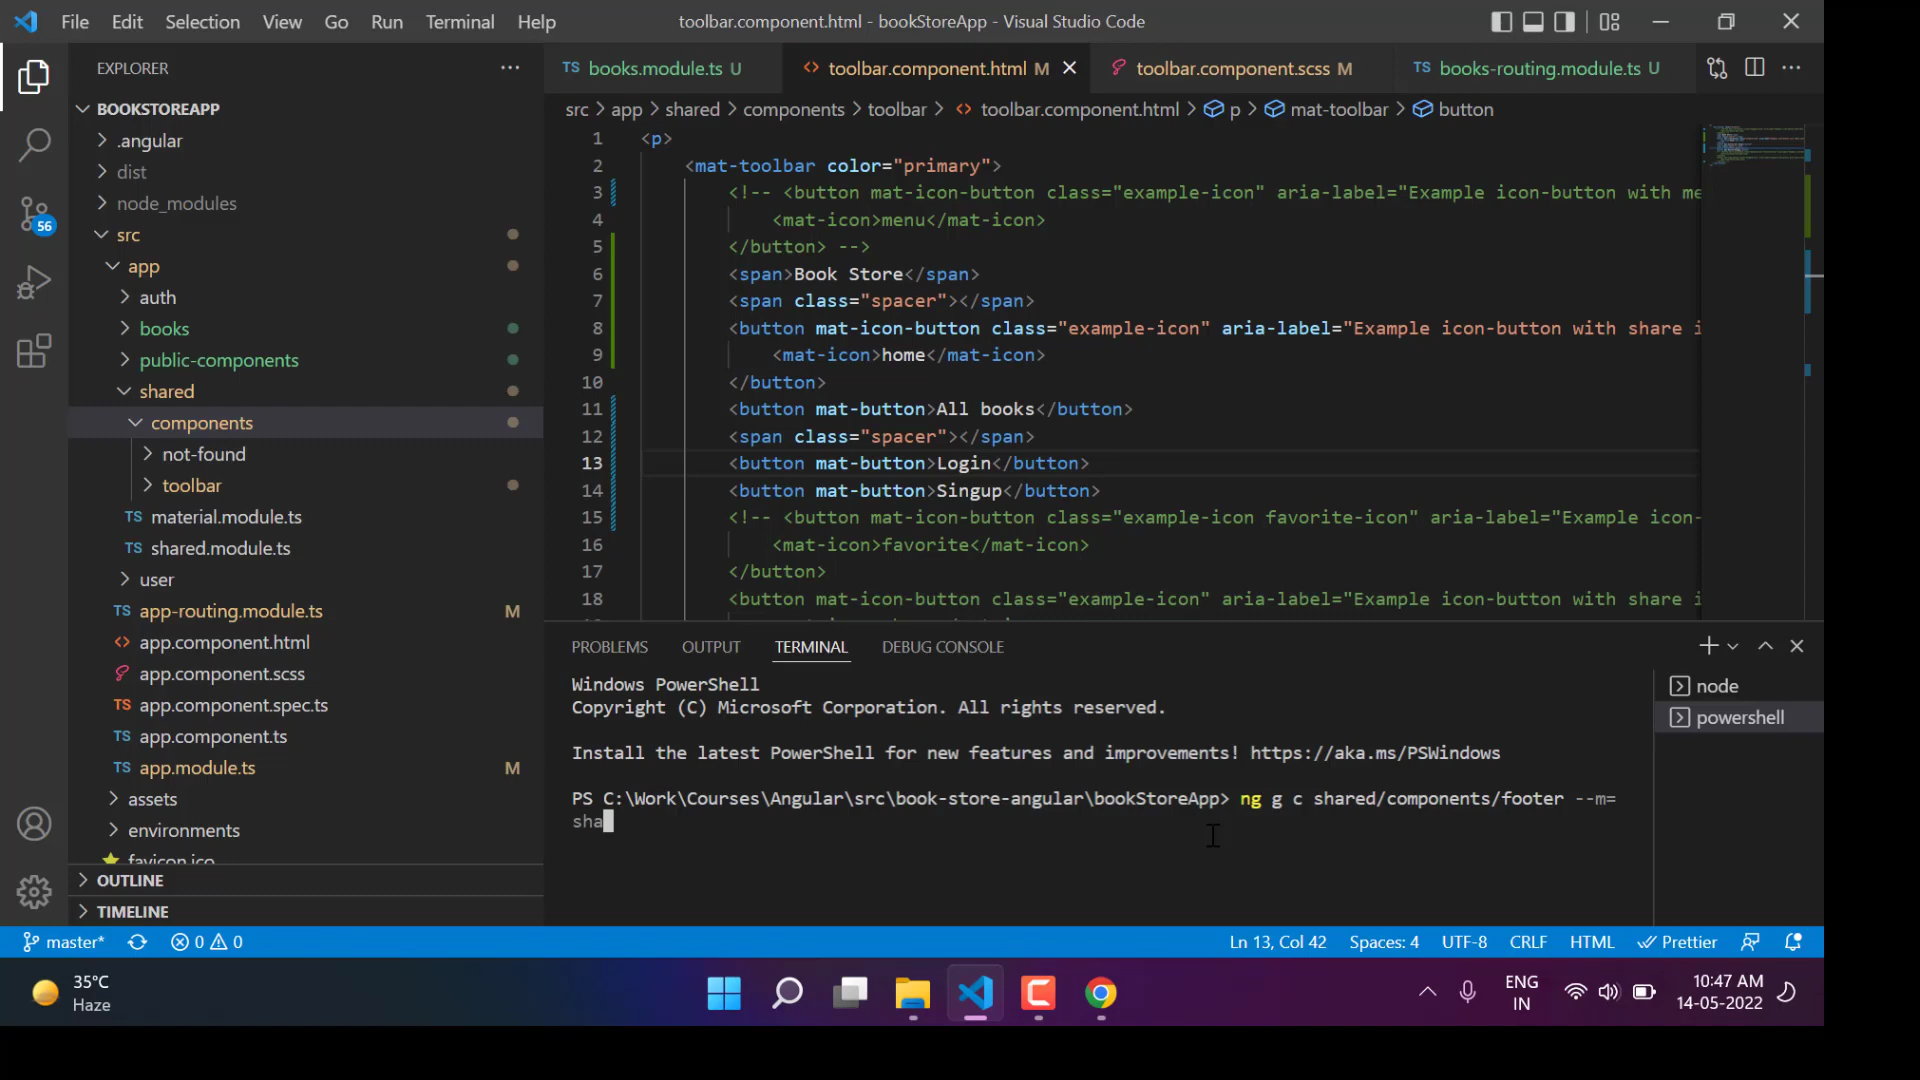 File Edit Selection View Go Run Terminal Help
toolbar.component.html - bookStoreApp - Visual Studio Code
EXPLORER
BOOKSTOREAPP
.angular
dist
node_modules
src
app
auth
books
public-components
shared
components
not-found
toolbar
TS material.module.ts
TS shared.module.ts
user
TS app-routing.module.ts M
<> app.component.html
app.component.scss
TS app.component.spec.ts
TS app.component.ts
TS app.module.ts M
assets
environments
favicon.ico
OUTLINE
TIMELINE
56
TS books.module.ts U
<> toolbar.component.html M
toolbar.component.scss M
TS books-routing.module.ts U
src > app > shared > components > toolbar > <> toolbar.component.html > p > mat-toolbar > button
1 <p>
2 <mat-toolbar color="primary">
3 <!-- <button mat-icon-button class="example-icon" aria-label="Example icon-button with me
4 <mat-icon>menu</mat-icon>
5 </button> -->
6 <span>Book Store</span>
7 <span class="spacer"></span>
8 <button mat-icon-button class="example-icon" aria-label="Example icon-button with share i
9 <mat-icon>home</mat-icon>
10 </button>
11 <button mat-button>All books</button>
12 <span class="spacer"></span>
13 <button mat-button>Login</button>
14 <button mat-button>Singup</button>
15 <!-- <button mat-icon-button class="example-icon favorite-icon" aria-label="Example icon-
16 <mat-icon>favorite</mat-icon>
17 </button>
18 <button mat-icon-button class="example-icon" aria-label="Example icon-button with share i
PROBLEMS OUTPUT TERMINAL DEBUG CONSOLE
Windows PowerShell
Copyright (C) Microsoft Corporation. All rights reserved.
Install the latest PowerShell for new features and improvements! https://aka.ms/PSWindows
PS C:\Work\Courses\Angular\src\book-store-angular\bookStoreApp> ng g c shared/components/footer --m=
sha
node
powershell
master* 0 0
Ln 13, Col 42 Spaces: 4 UTF-8 CRLF HTML Prettier
35°C
Haze
ENG
IN
10:47 AM
14-05-2022